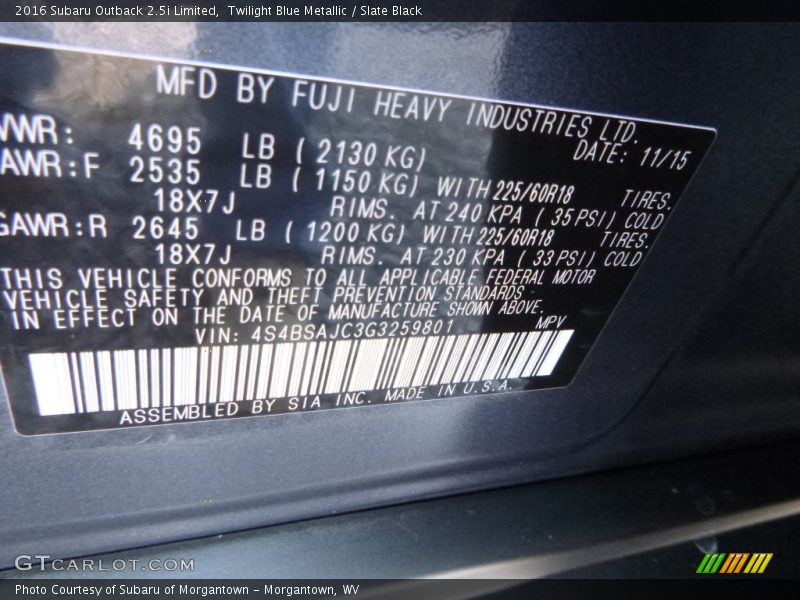 2016 Subaru Outback 2.5i Limited,  Twilight Blue Metallic / Slate Black
MFD BY FUJI HEAVY INDUSTRIES LTD.
DATE: 11/15
VWR: 4695 LB ( 2130 KG)
AWR:F 2535 LB ( 1150 KG) WITH 225/60R18 TIRES.
18X7J RIMS. AT 240 KPA ( 35 PSI) COLD
GAWR:R 2645 LB ( 1200 KG) WITH 225/60R18 TIRES.
18X7J RIMS. AT 230 KPA ( 33 PSI) COLD
THIS VEHICLE CONFORMS TO ALL APPLICABLE FEDERAL MOTOR
VEHICLE SAFETY AND THEFT PREVENTION STANDARDS
IN EFFECT ON THE DATE OF MANUFACTURE SHOWN ABOVE.
VIN: 4S4BSAJC3G3259801 MPV
ASSEMBLED BY SIA INC. MADE IN U.S.A.
GTCARLOT.COM
Photo Courtesy of Subaru of Morgantown – Morgantown, WV